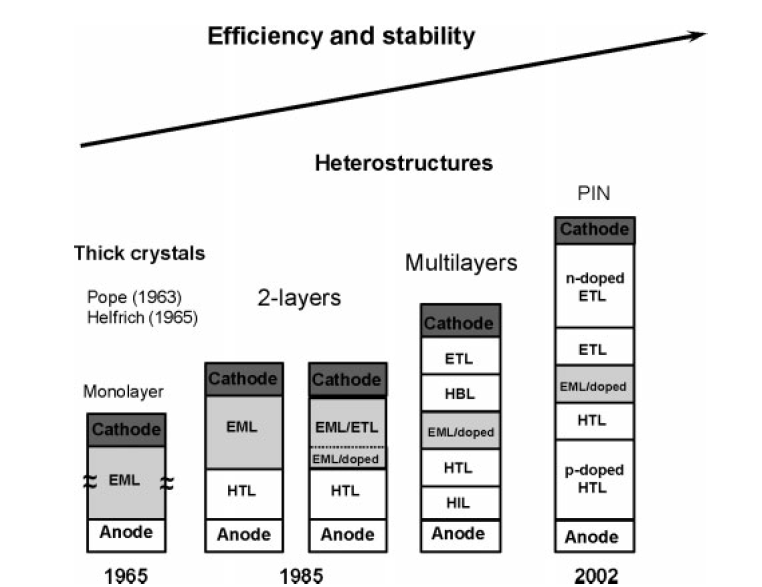 Efficiency and stability
Heterostructures
PIN
Thick crystals
Pope (1963)
Helfrich (1965)
2-layers
Multilayers
Monolayer
Cathode
EML
≈ ≈
Anode
1965
Cathode
EML
HTL
Anode
Cathode
EML/ETL
EML/doped
HTL
Anode
1985
Cathode
ETL
HBL
EML/doped
HTL
HIL
Anode
Cathode
n-doped
ETL
ETL
EML/doped
HTL
p-doped
HTL
Anode
2002